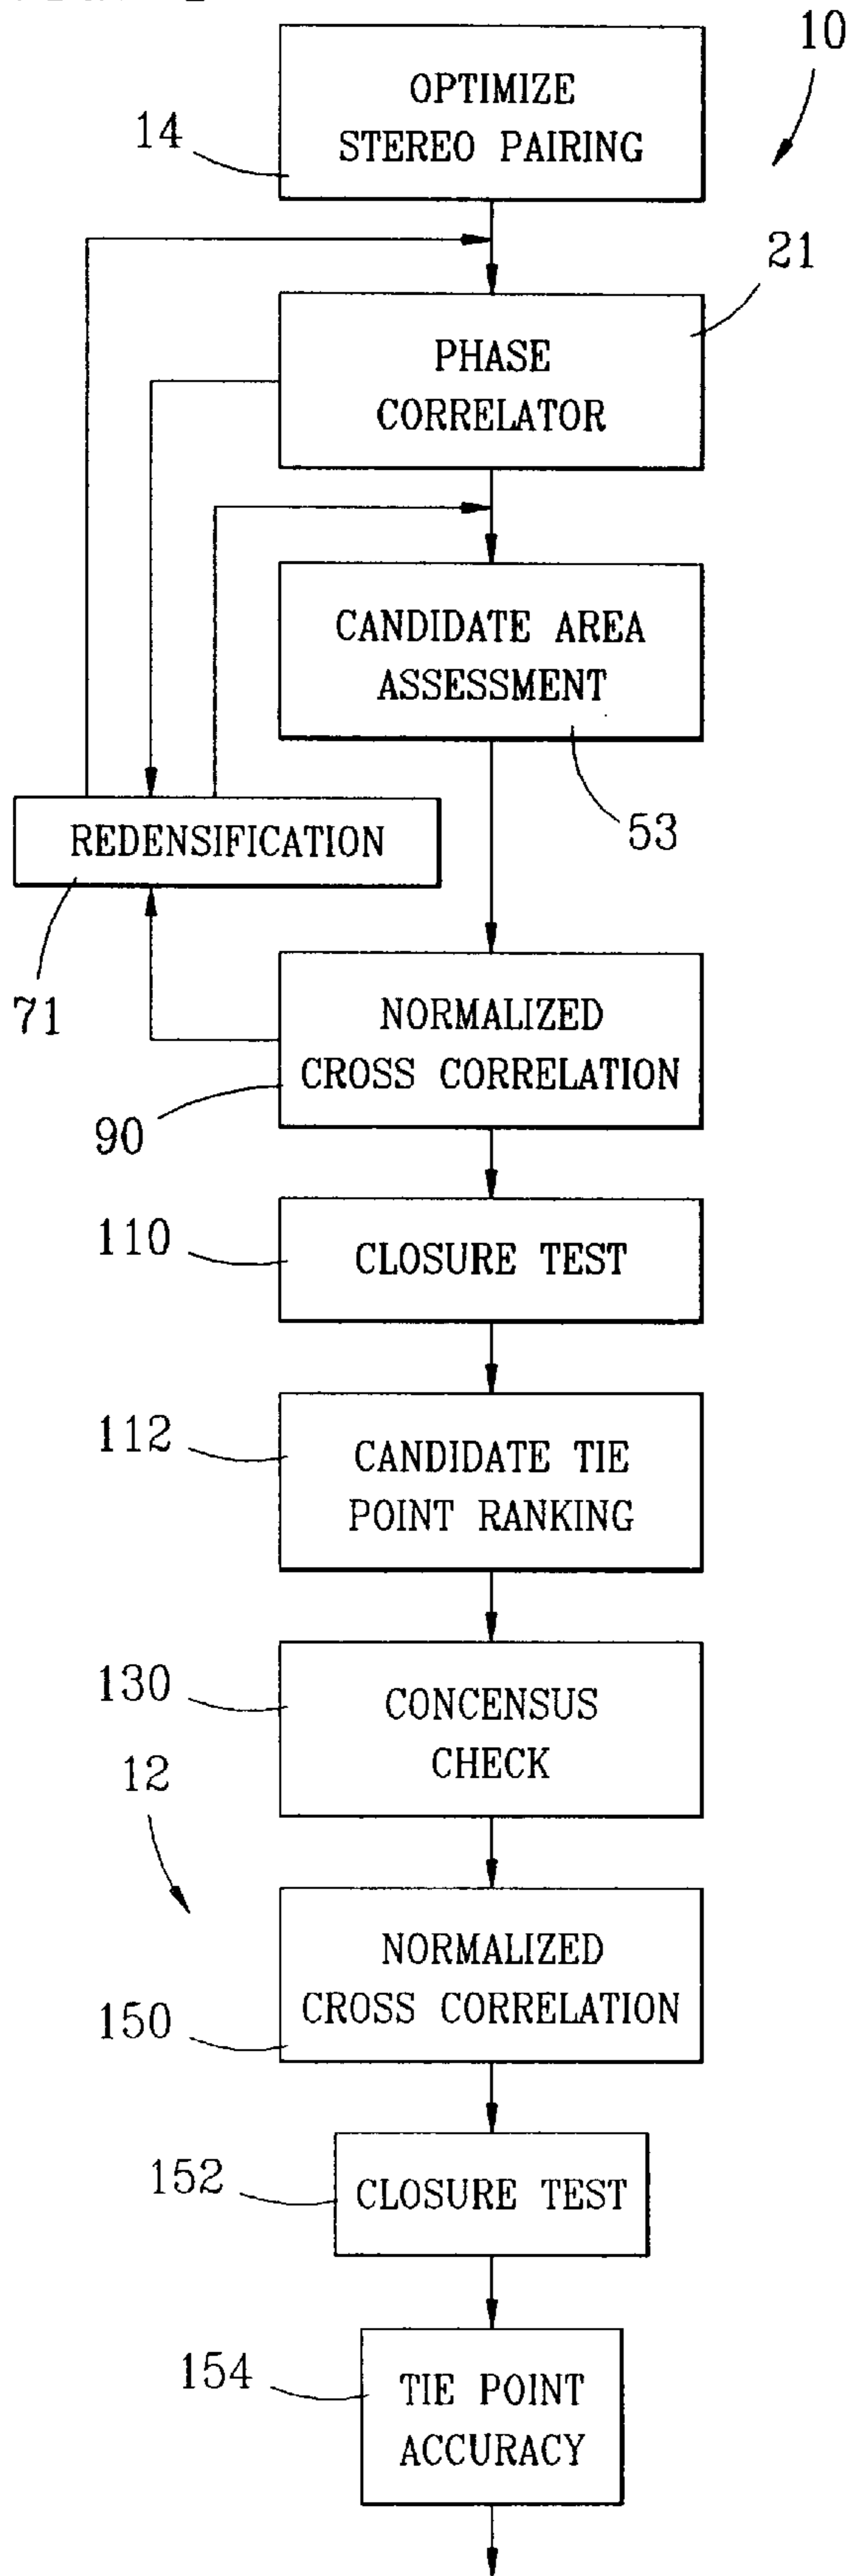 10
OPTIMIZE
STEREO PAIRING
14
21
PHASE
CORRELATOR
CANDIDATE AREA
ASSESSMENT
53
REDENSIFICATION
71
NORMALIZED
CROSS CORRELATION
90
110
CLOSURE TEST
112
CANDIDATE TIE
POINT RANKING
130
CONCENSUS
CHECK
12
NORMALIZED
CROSS CORRELATION
150
152
CLOSURE TEST
154
TIE POINT
ACCURACY